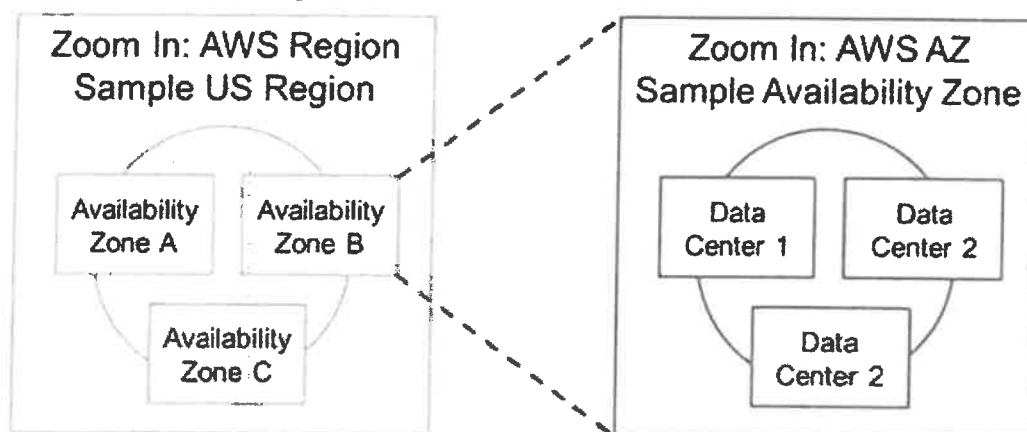 Zoom In: AWS Region
Sample US Region
Availability
Zone A
Availability
Zone B
Availability
Zone C
Zoom In: AWS AZ
Sample Availability Zone
Data
Center 1
Data
Center 2
Data
Center 2